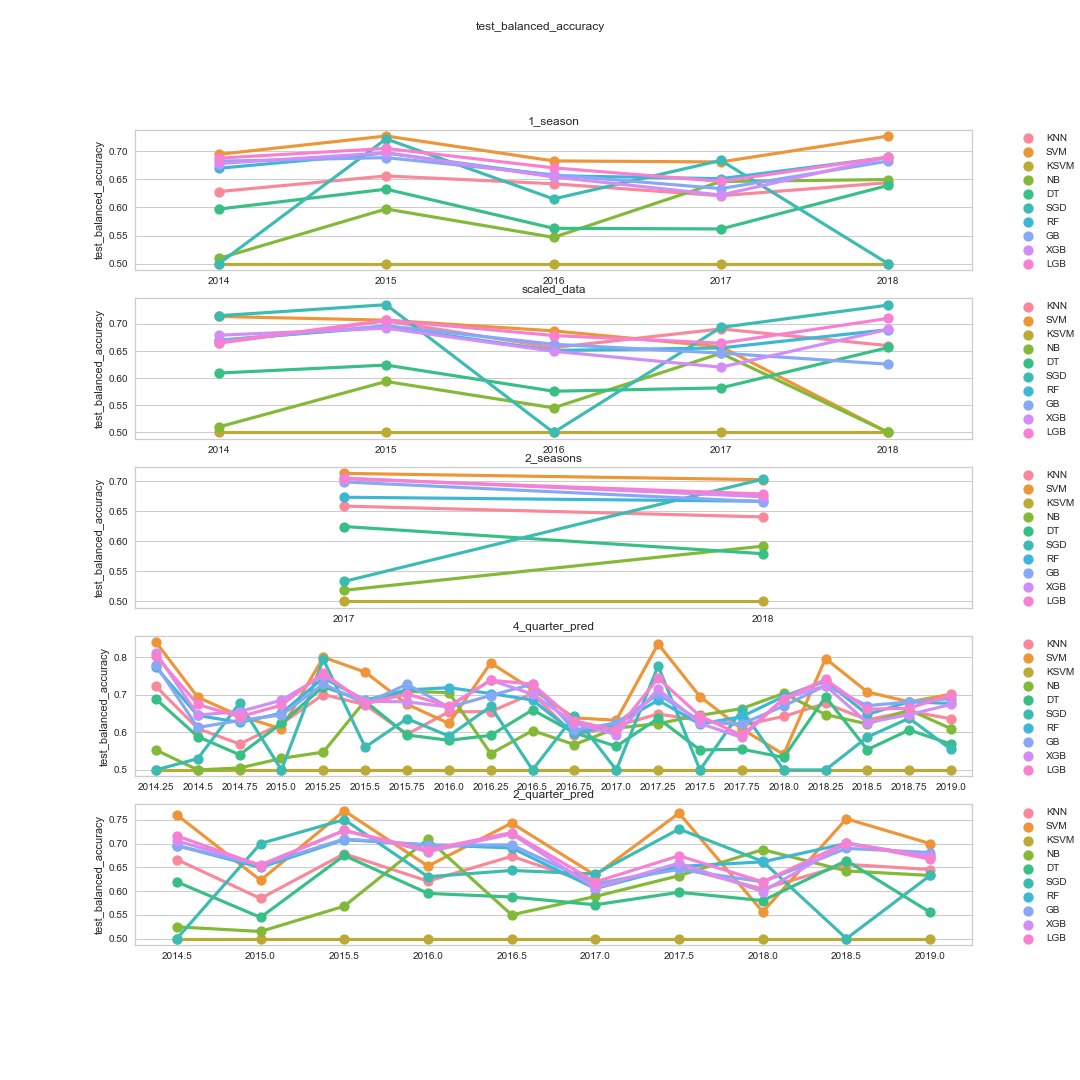 test_balanced_accuracy
1_season
test_balanced_accuracy
0.70
0.65
0.60
0.55
0.50
2014 2015 2016 2017 2018
KNN
SVM
KSVM
NB
DT
SGD
RF
GB
XGB
LGB
scaled_data
test_balanced_accuracy
0.70
0.65
0.60
0.55
0.50
2014 2015 2016 2017 2018
KNN
SVM
KSVM
NB
DT
SGD
RF
GB
XGB
LGB
2_seasons
test_balanced_accuracy
0.70
0.65
0.60
0.55
0.50
2017 2018
KNN
SVM
KSVM
NB
DT
SGD
RF
GB
XGB
LGB
4_quarter_pred
test_balanced_accuracy
0.8
0.7
0.6
0.5
2014.25 2014.5 2014.75 2015.0 2015.25 2015.5 2015.75 2016.0 2016.25 2016.5 2016.75 2017.0 2017.25 2017.5 2017.75 2018.0 2018.25 2018.5 2018.75 2019.0
KNN
SVM
KSVM
NB
DT
SGD
RF
GB
XGB
LGB
2_quarter_pred
test_balanced_accuracy
0.75
0.70
0.65
0.60
0.55
0.50
2014.5 2015.0 2015.5 2016.0 2016.5 2017.0 2017.5 2018.0 2018.5 2019.0
KNN
SVM
KSVM
NB
DT
SGD
RF
GB
XGB
LGB